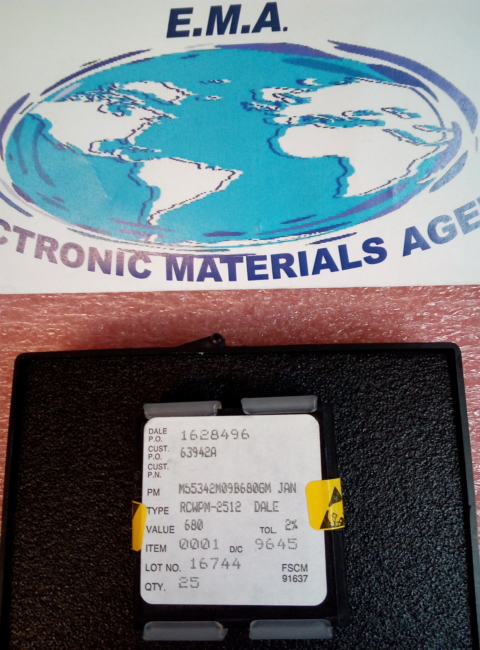 E.M.A.
CTRONIC MATERIALS AGE
DALE P.O. 1628496
CUST. P.O. 63942A
CUST. P.N.
PM M55342M09B680GM JAN
TYPE RCWPM-2512 DALE
VALUE 680 TOL. 2%
ITEM 0001 D/C 9645
LOT NO. 16744 FSCM
QTY. 25 91637